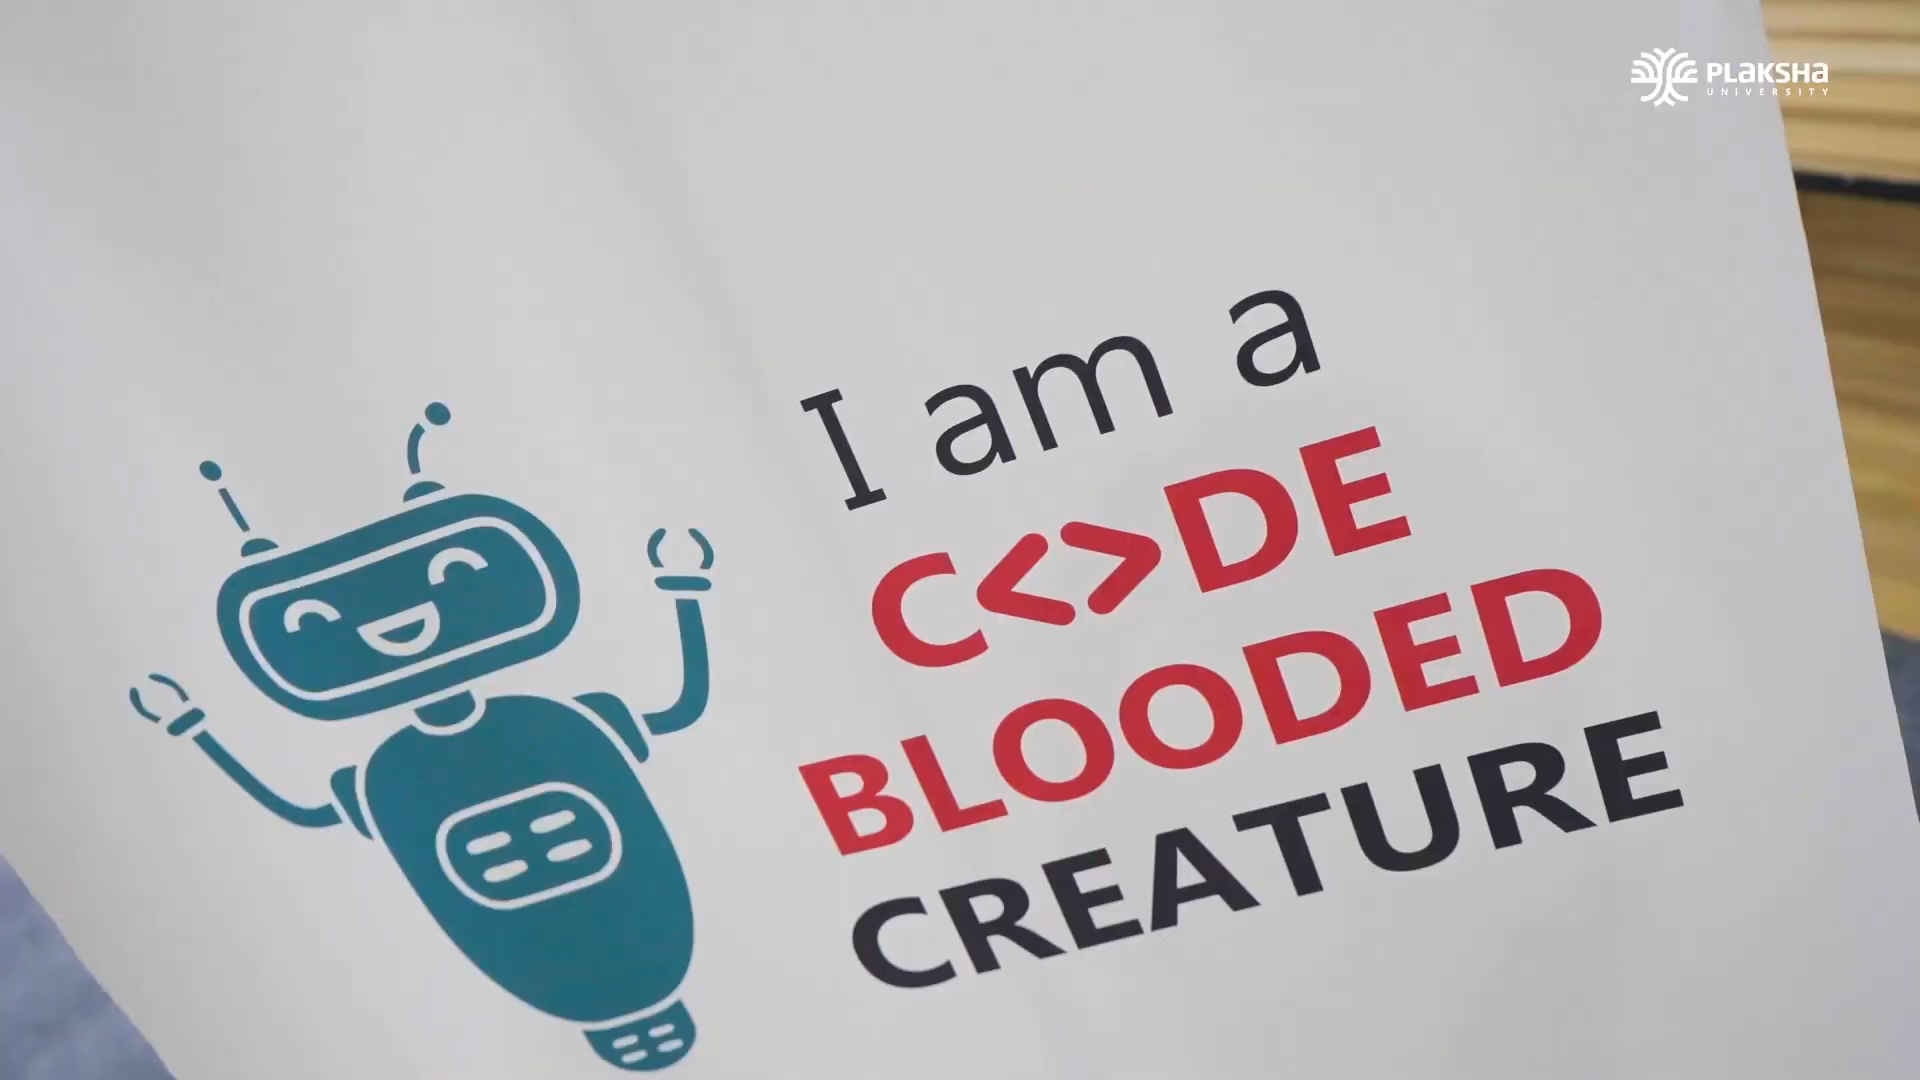 PLAKSHA
UNIVERSITY
I am a
C<>DE
BLOODED
CREATURE